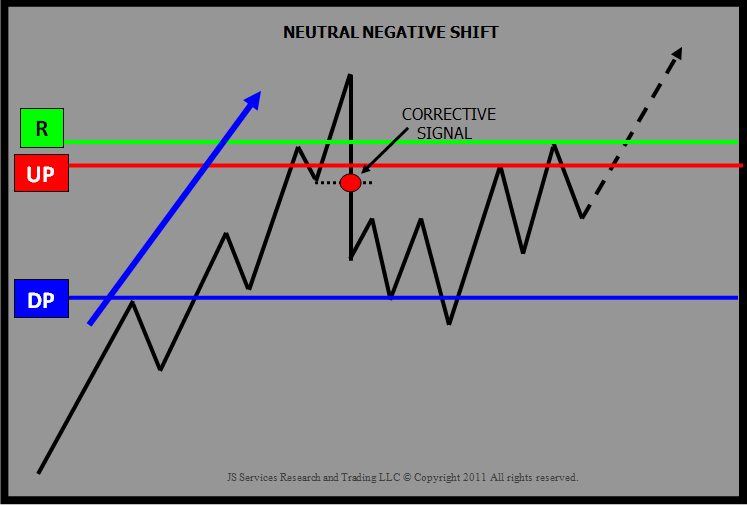 NEUTRAL NEGATIVE SHIFT
R
CORRECTIVE
SIGNAL
UP
DP
JS Services Research and Trading LLC © Copyright 2011 All rights reserved.